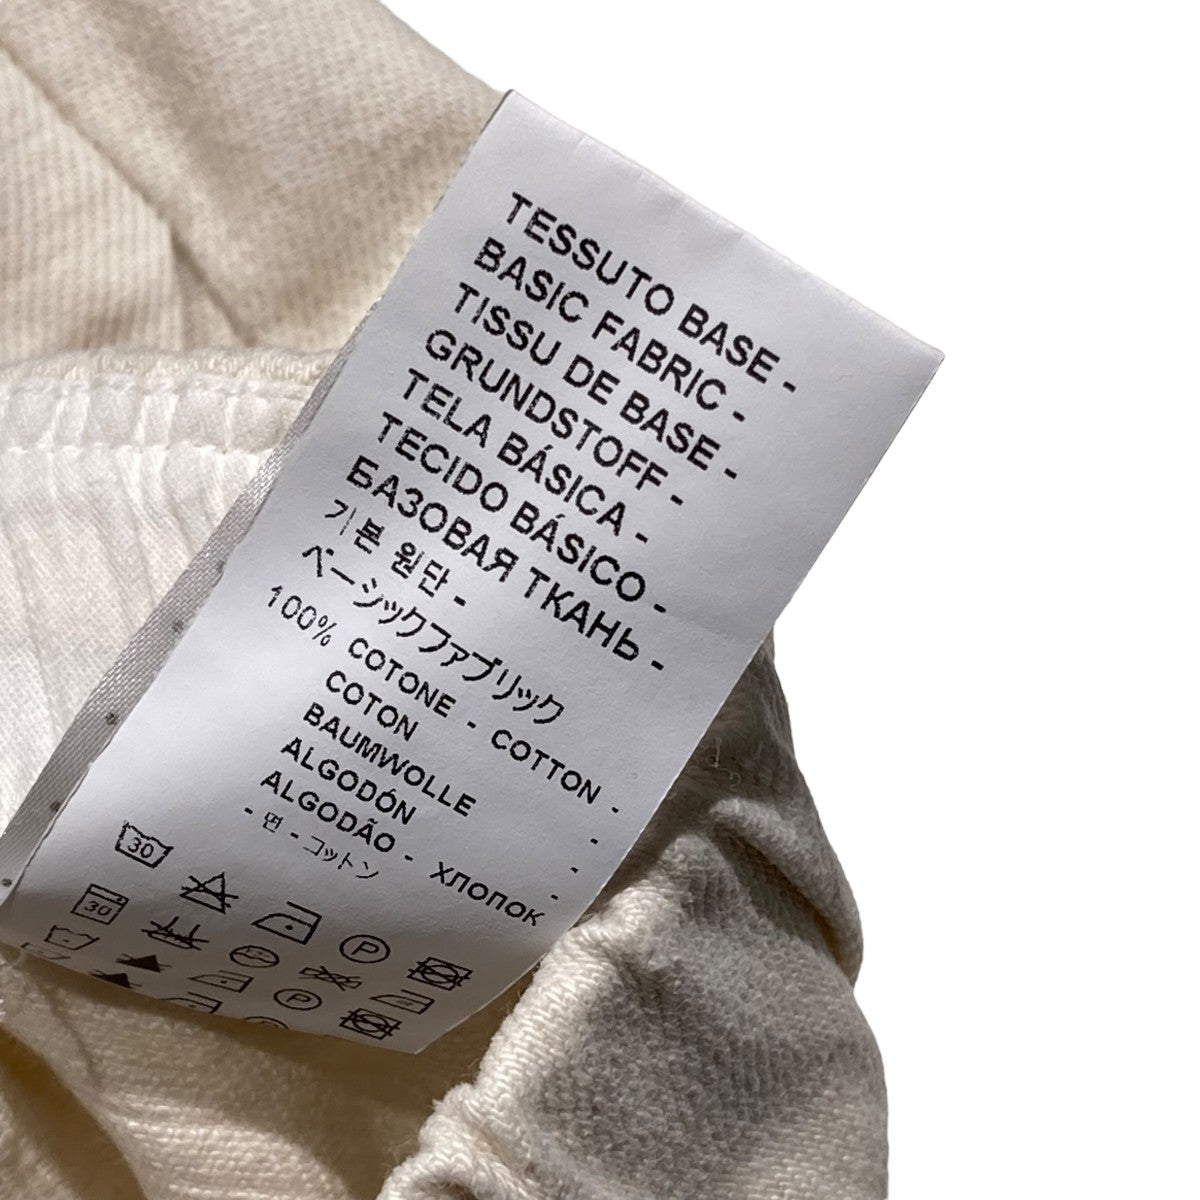 TESSUTO BASE -
BASIC FABRIC -
TISSU DE BASE -
GRUNDSTOFF -
TELA BÁSICA -
TECIDO BÁSICO -
БАЗОВАЯ ТКАНЬ -
기본 원단 -
ベーシックファブリック
100% COTONE - COTTON -
COTON -
BAUMWOLLE -
ALGODÓN -
ALGODÃO - ХЛОПОК
- 면 - コットン
30
P
30
P